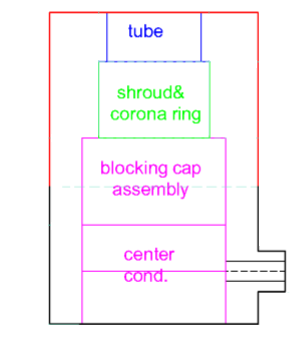 tube
shroud&
corona ring
blocking cap
assembly
center
cond.